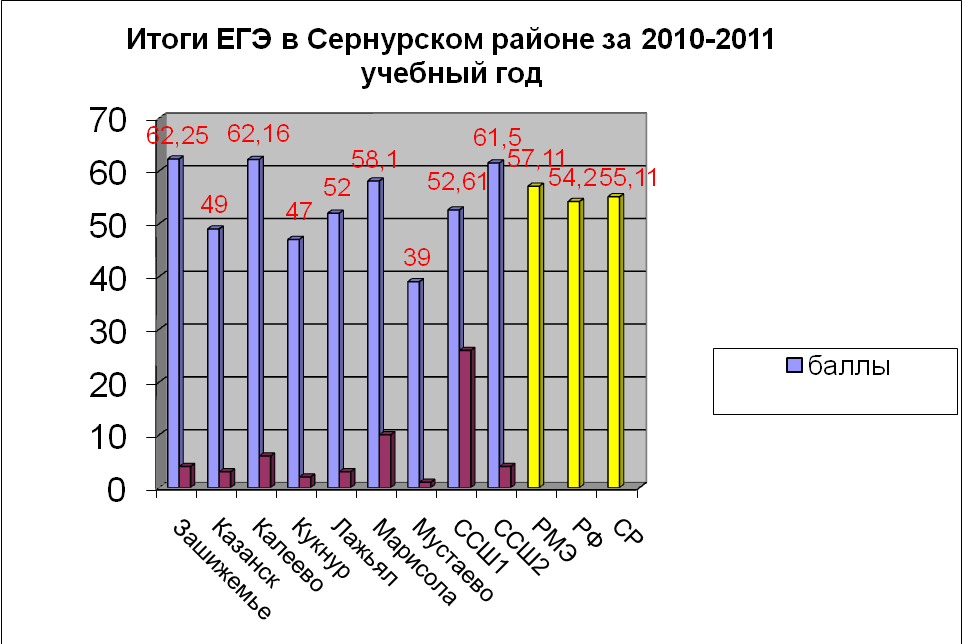 Итоги ЕГЭ в Сернурском районе за 2010-2011
учебный год
70
60
50
40
30
20
10
0
62,25
49
62,16
47
52
58,1
39
52,61
61,5
57,11
54,2
55,11
Зашижемье
Казанск
Калеево
Кукнур
Лажьял
Марисола
Мустаево
ССШ1
ССШ2
РМЭ
РФ
СР
баллы